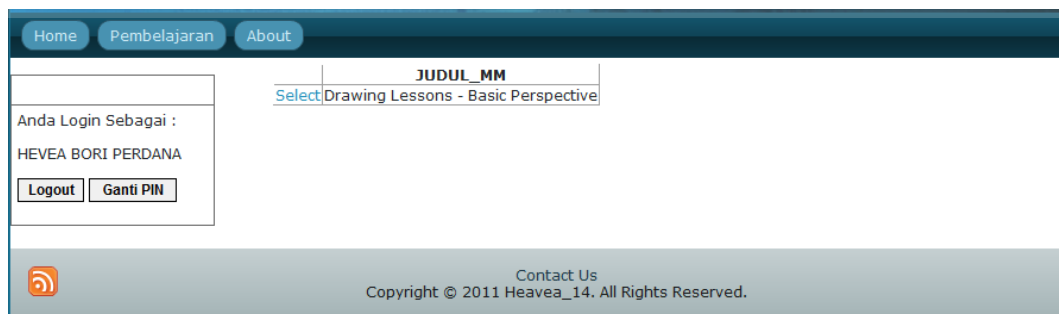 Home Pembelajaran About
JUDUL_MM
Select Drawing Lessons - Basic Perspective
Anda Login Sebagai :
HEVEA BORI PERDANA
Logout Ganti PIN
Contact Us
Copyright © 2011 Heavea_14. All Rights Reserved.